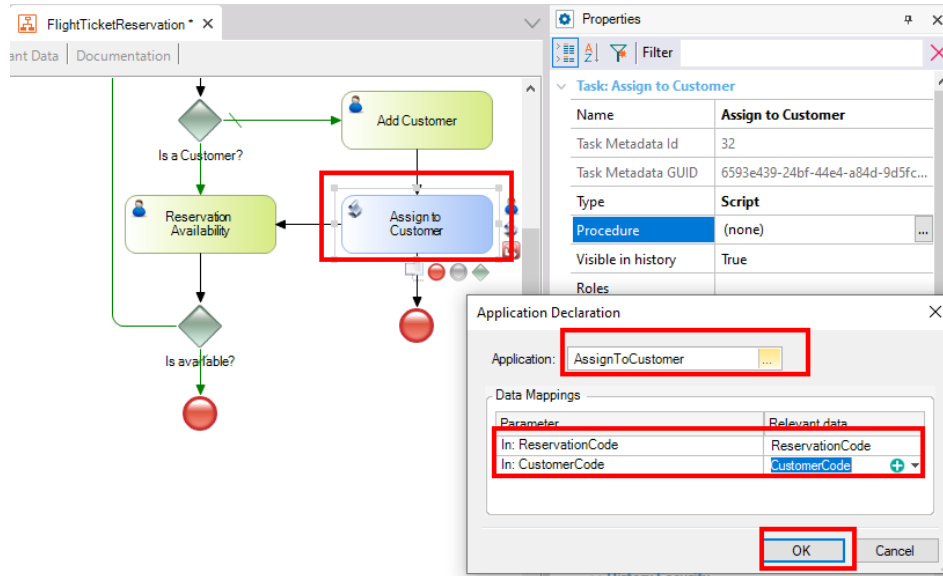 FlightTicketReservation *
ant Data
Documentation
Is a Customer?
Add Customer
Reservation
Availability
Assign to
Customer
Is available?
Properties
Filter
Task: Assign to Customer
Name Assign to Customer
Task Metadata Id 32
Task Metadata GUID 6593e439-24bf-44e4-a84d-9d5fc...
Type Script
Procedure (none) ...
Visible in history True
Roles
Application Declaration
Application: AssignToCustomer ...
Data Mappings
Parameter Relevant data
In: ReservationCode ReservationCode
In: CustomerCode CustomerCode
OK Cancel